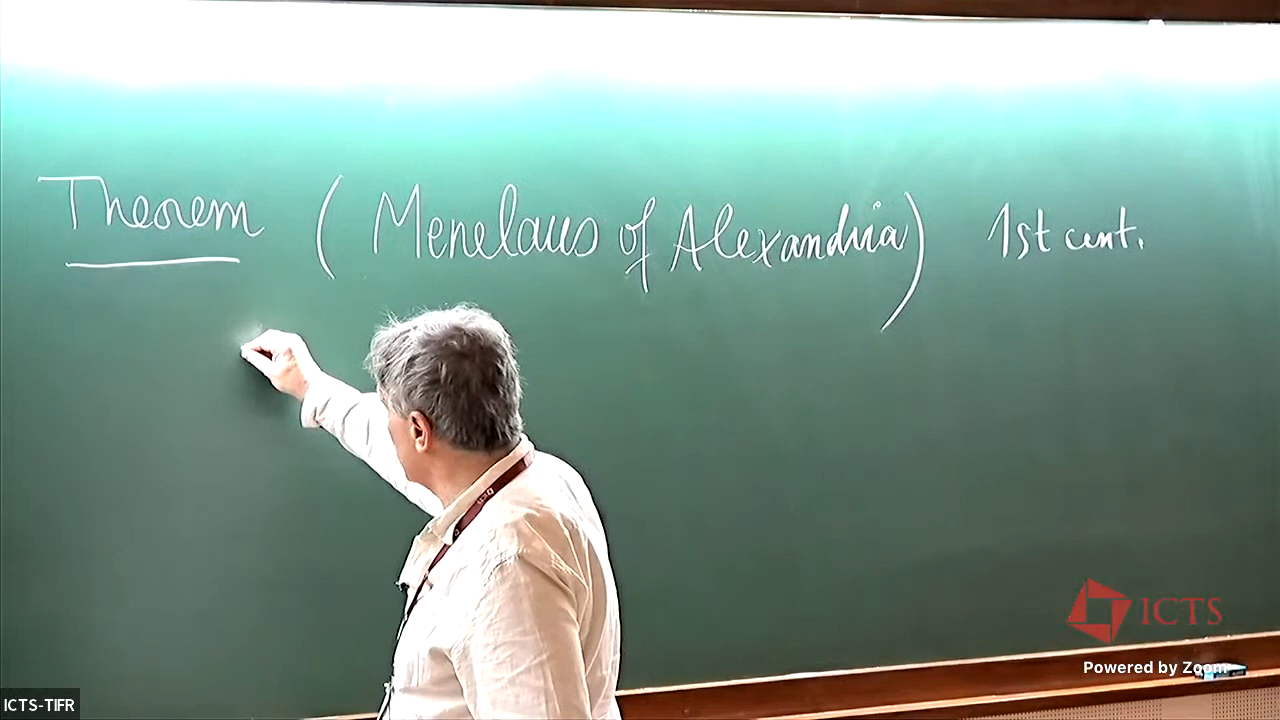 Theorem (Menelaus of Alexandria) 1st cent.
ICTS
Powered by Zoom
ICTS-TIFR